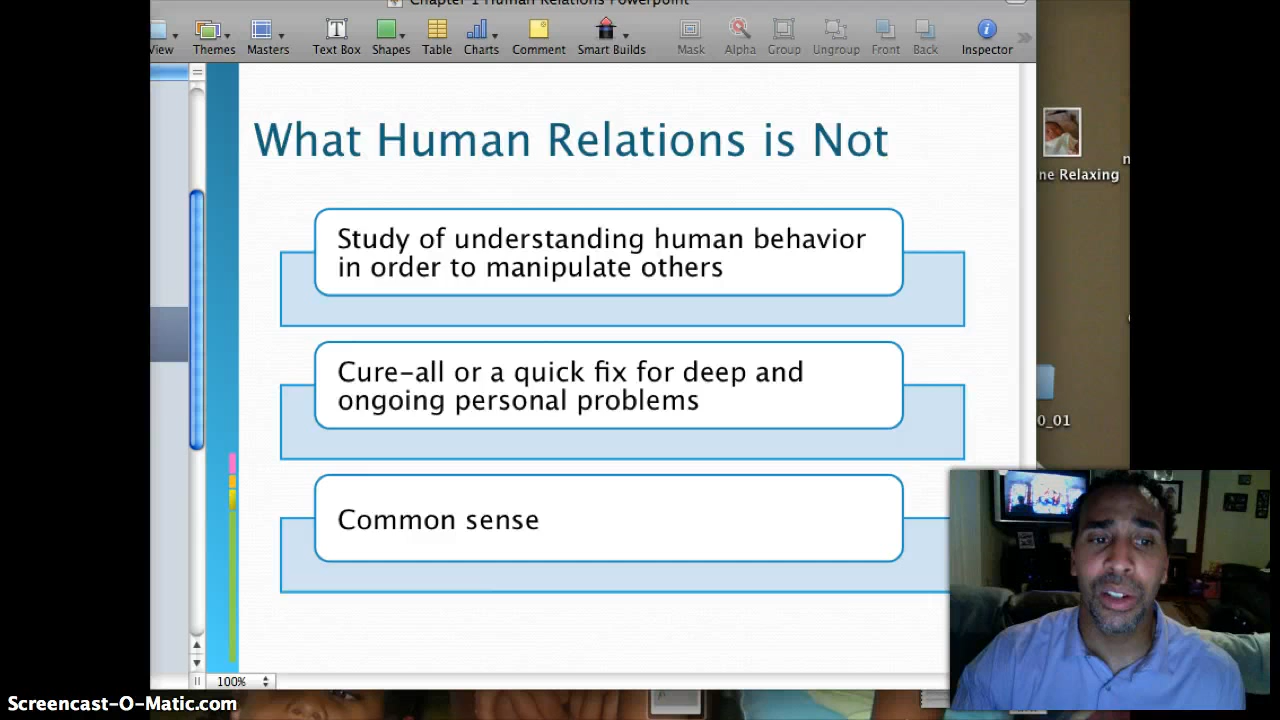 Chapter 1 Human Relations Powerpoint
View Themes Masters Text Box Shapes Table Charts Comment Smart Builds Mask Alpha Group Ungroup Front Back Inspector
What Human Relations is Not
ne Relaxing
Study of understanding human behavior
in order to manipulate others
Cure-all or a quick fix for deep and
ongoing personal problems
0_01
Common sense
100%
Screencast-O-Matic.com